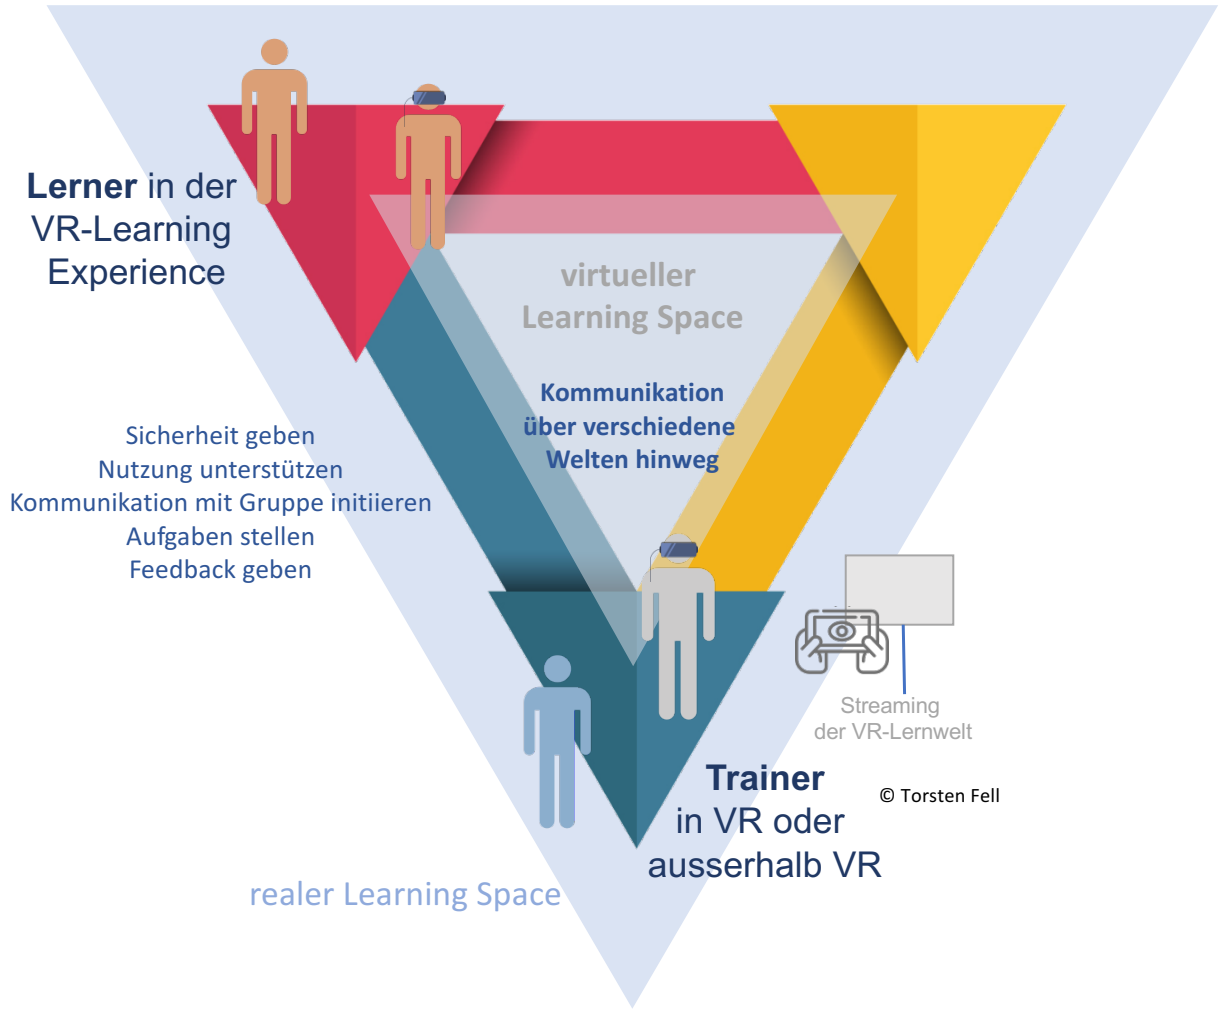 Lerner in der
VR-Learning
Experience
virtueller
Learning Space
Kommunikation
über verschiedene
Welten hinweg
Sicherheit geben
Nutzung unterstützen
Kommunikation mit Gruppe initiieren
Aufgaben stellen
Feedback geben
Streaming
der VR-Lernwelt
Trainer
in VR oder
ausserhalb VR
© Torsten Fell
realer Learning Space